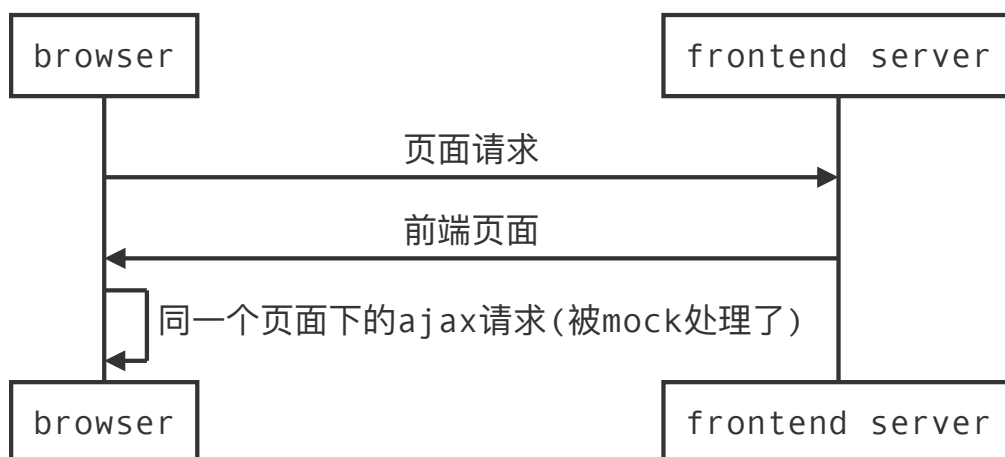 browser
frontend server
页面请求
前端页面
同一个页面下的ajax请求(被mock处理了)
browser
frontend server